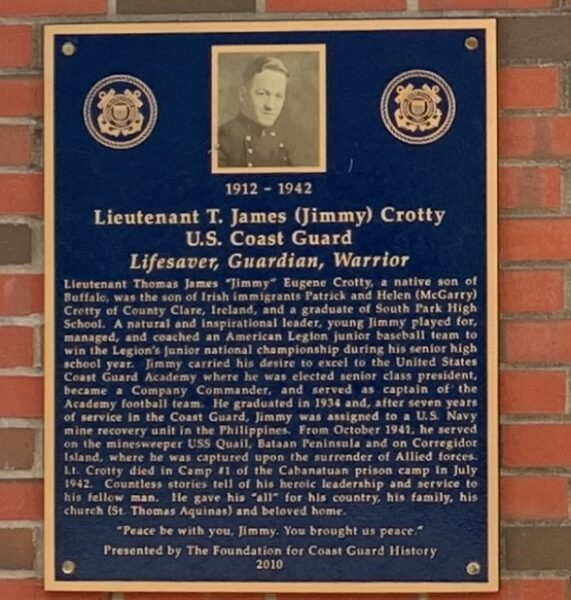 1912 - 1942
Lieutenant T. James (Jimmy) Crotty
U.S. Coast Guard
Lifesaver, Guardian, Warrior
Lieutenant Thomas James "Jimmy" Eugene Crotty, a native son of
Buffalo, was the son of Irish immigrants Patrick and Helen (McGarry)
Crotty of County Clare, Ireland, and a graduate of South Park High
School. A natural and inspirational leader, young Jimmy played for,
managed, and coached an American Legion junior baseball team to
win the Legion's junior national championship during his senior high
school year. Jimmy carried his desire to excel to the United States
Coast Guard Academy where he was elected senior class president,
became a Company Commander, and served as captain of the
Academy football team. He graduated in 1934 and, after seven years
of service in the Coast Guard, Jimmy was assigned to a U.S. Navy
mine recovery unit in the Philippines. From October 1941, he served
on the minesweeper USS Quail, Bataan Peninsula and on Corregidor
Island, where he was captured upon the surrender of Allied forces.
Lt. Crotty died in Camp #1 of the Cabanatuan prison camp in July
1942. Countless stories tell of his heroic leadership and service to
his fellow man. He gave his "all" for his country, his family, his
church (St. Thomas Aquinas) and beloved home.
"Peace be with you, Jimmy. You brought us peace."
Presented by The Foundation for Coast Guard History
2010